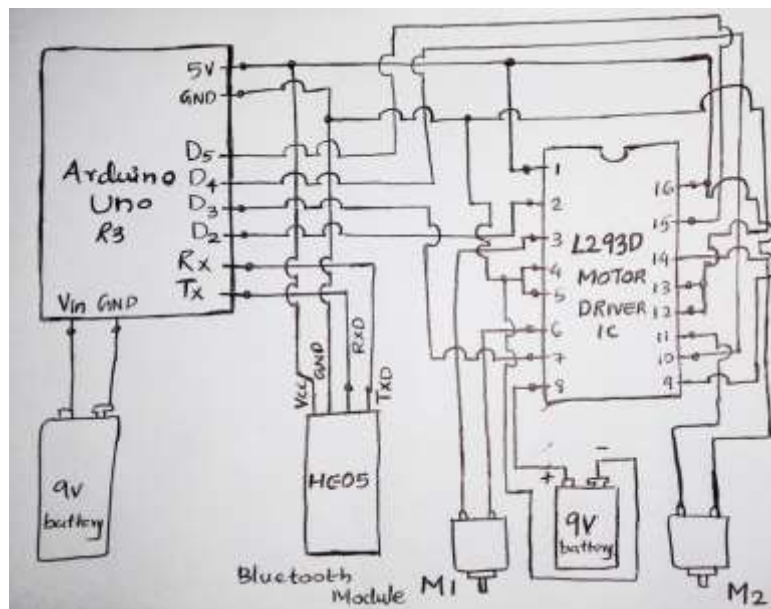 5V
GND
D5
D4
D3
D2
Rx
Tx
Arduino
Uno
R3
Vin GND
9V
battery
Vcc
GND
RXD
TXD
HC05
Bluetooth
Module
1
2
3
4
5
6
7
8
L293D
MOTOR
DRIVER
IC
16
15
14
13
12
11
10
9
M1
+
-
9V
battery
M2